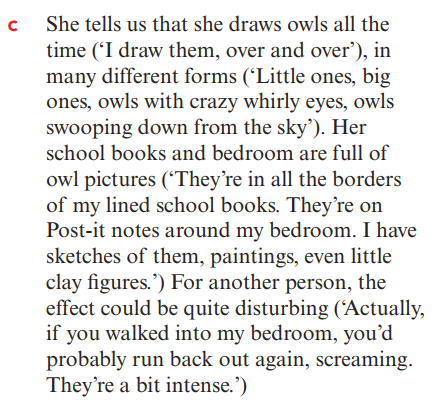 c She tells us that she draws owls all the
time (‘I draw them, over and over’), in
many different forms (‘Little ones, big
ones, owls with crazy whirly eyes, owls
swooping down from the sky’). Her
school books and bedroom are full of
owl pictures (‘They’re in all the borders
of my lined school books. They’re on
Post-it notes around my bedroom. I have
sketches of them, paintings, even little
clay figures.’) For another person, the
effect could be quite disturbing (‘Actually,
if you walked into my bedroom, you’d
probably run back out again, screaming.
They’re a bit intense.’)